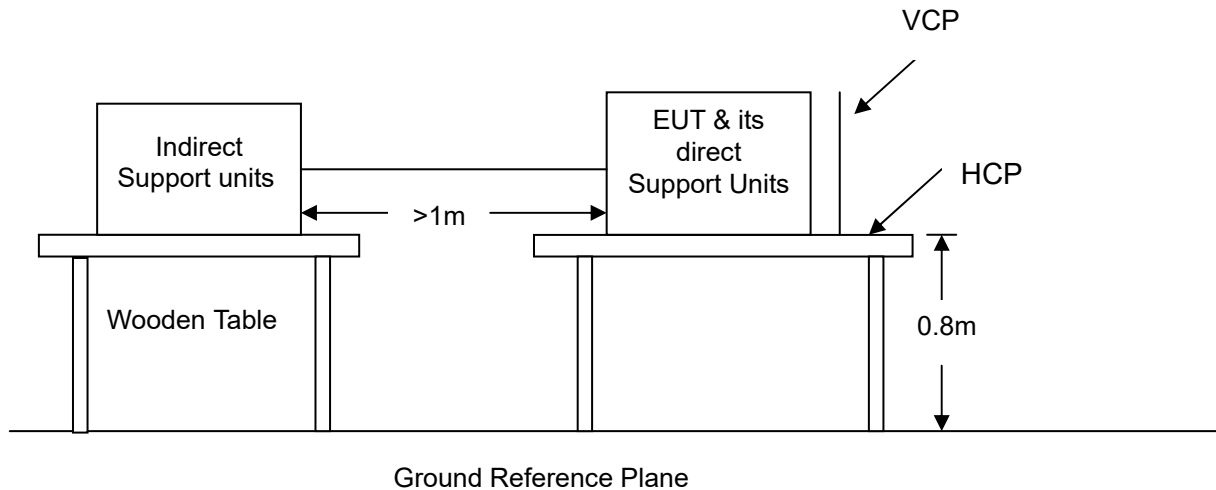 VCP
Indirect
Support units
EUT & its
direct
Support Units
HCP
>1m
Wooden Table
0.8m
Ground Reference Plane